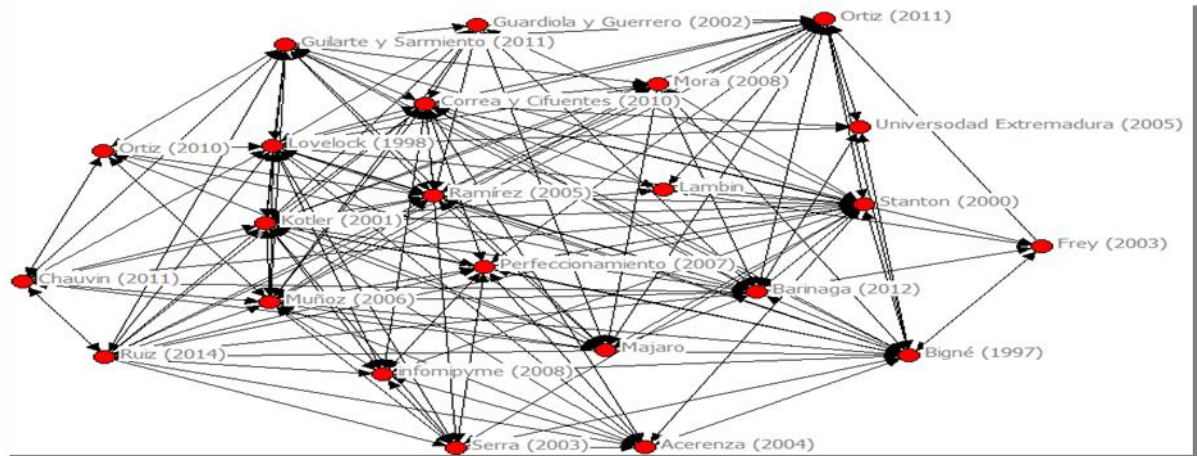 Guardiola y Guerrero (2002)
Ortiz (2011)
Guilarte y Sarmiento (2011)
Mora (2008)
Correa y Cifuentes (2010)
Universodad Extremadura (2005)
Ortiz (2010)
Lovelock (1998)
Ramírez (2005)
Lambin
Stanton (2000)
Kotler (2001)
Frey (2003)
Perfeccionamiento (2007)
Chauvin (2011)
Muñoz (2006)
Barinaga (2012)
Majaro
Ruiz (2014)
Bigné (1997)
infomipyme (2008)
Serra (2003)
Acerenza (2004)